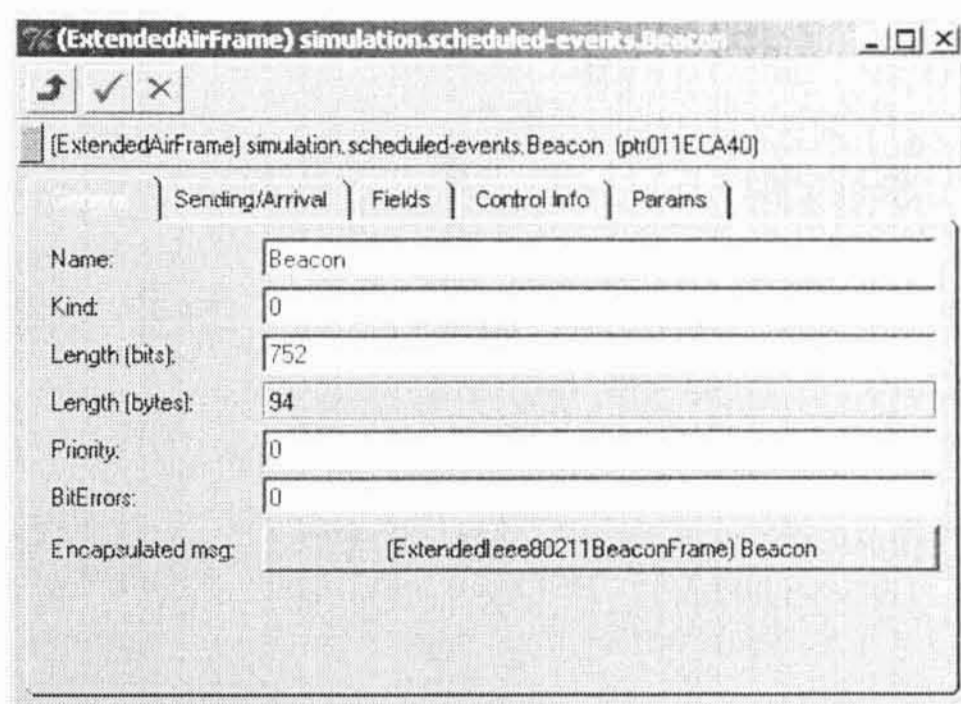 (ExtendedAirFrame) simulation.scheduled-events.Beacon
(ExtendedAirFrame) simulation.scheduled-events.Beacon (ptr011ECA40)
Sending/Arrival Fields Control Info Params
Name: Beacon
Kind: 0
Length (bits): 752
Length (bytes): 94
Priority: 0
BitErrors: 0
Encapsulated msg: (ExtendedIeee80211BeaconFrame) Beacon